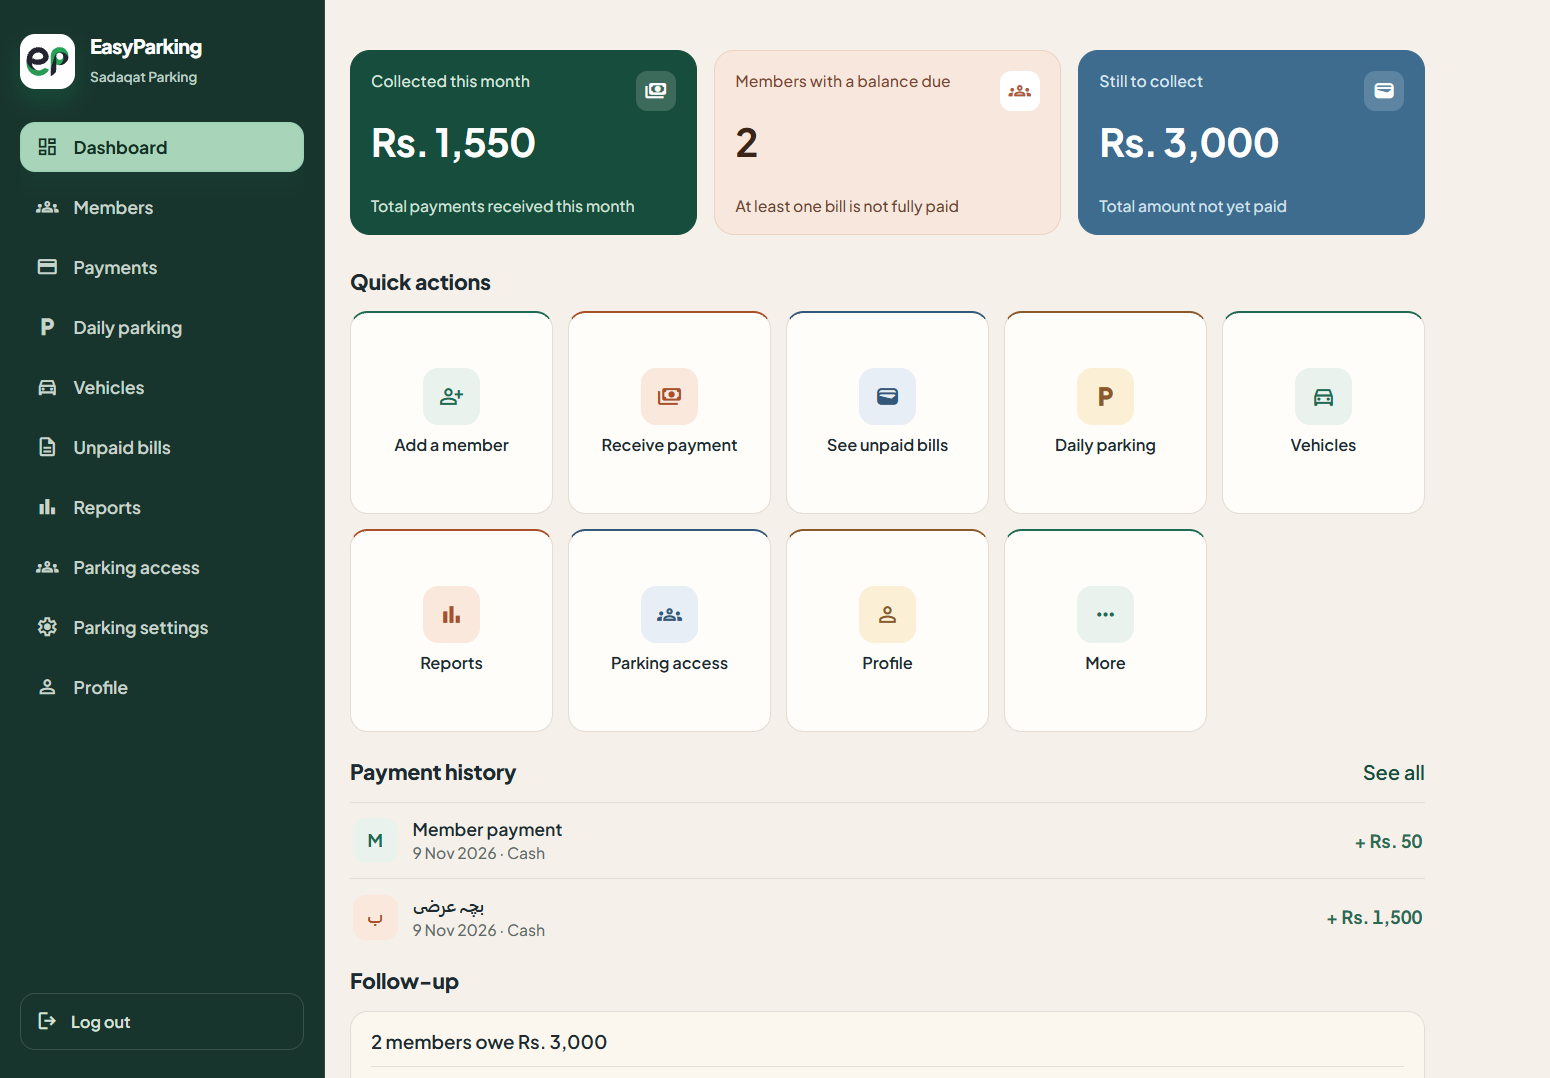 ep
EasyParking
Sadaqat Parking
Dashboard
Members
Payments
P Daily parking
Vehicles
Unpaid bills
Reports
Parking access
Parking settings
Profile
Log out
Collected this month
Rs. 1,550
Total payments received this month
Members with a balance due
2
At least one bill is not fully paid
Still to collect
Rs. 3,000
Total amount not yet paid
Quick actions
Add a member
Receive payment
See unpaid bills
P
Daily parking
Vehicles
Reports
Parking access
Profile
More
Payment history
See all
M
Member payment
9 Nov 2026 · Cash
+ Rs. 50
ب
بچہ عرضی
9 Nov 2026 · Cash
+ Rs. 1,500
Follow-up
2 members owe Rs. 3,000